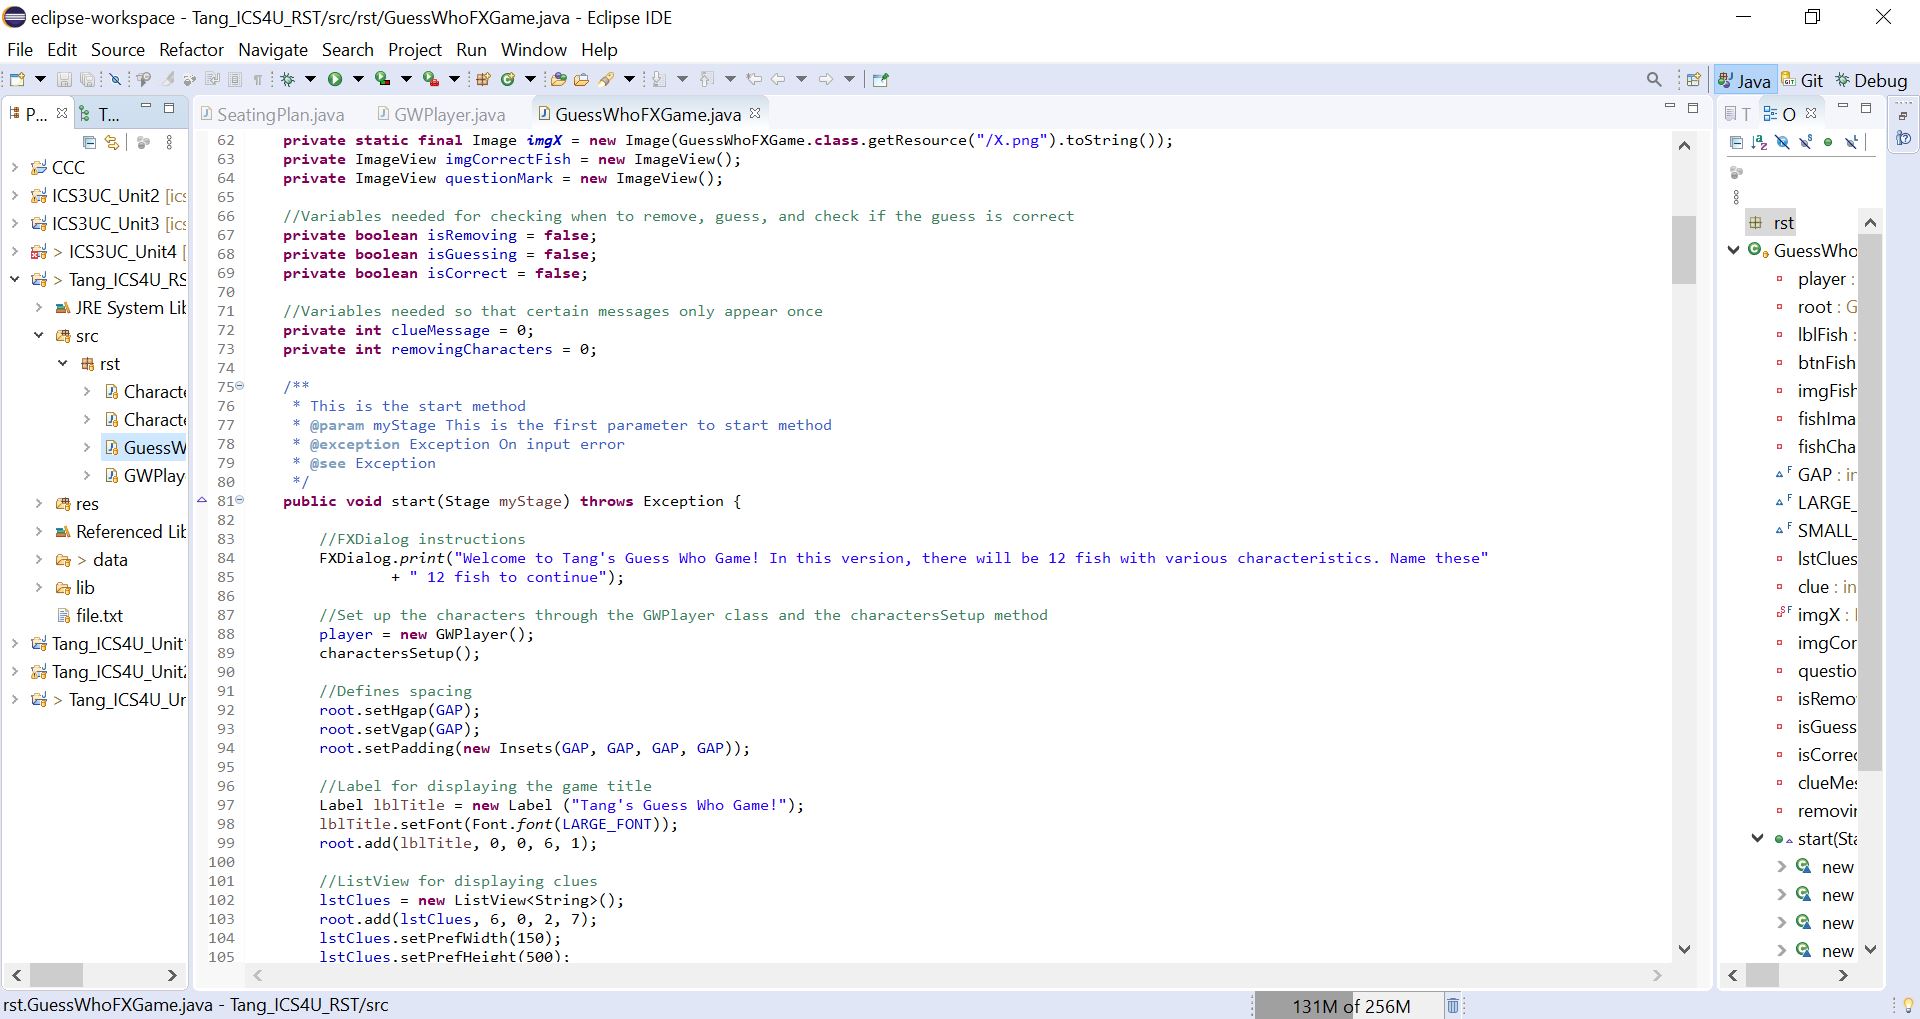 eclipse-workspace - Tang_ICS4U_RST/src/rst/GuessWhoFXGame.java - Eclipse IDE
File Edit Source Refactor Navigate Search Project Run Window Help
Java Git Debug
P... T...
SeatingPlan.java GWPlayer.java GuessWhoFXGame.java
T O
CCC
ICS3UC_Unit2 [ics
ICS3UC_Unit3 [ics
> ICS3UC_Unit4 [
> Tang_ICS4U_RS
JRE System Lib
src
rst
Characte
Characte
GuessW
GWPlay
res
Referenced Lib
> data
lib
file.txt
Tang_ICS4U_Unit
Tang_ICS4U_Unit2
> Tang_ICS4U_Ur
62 private static final Image imgX = new Image(GuessWhoFXGame.class.getResource("/X.png").toString());
63 private ImageView imgCorrectFish = new ImageView();
64 private ImageView questionMark = new ImageView();
65
66 //Variables needed for checking when to remove, guess, and check if the guess is correct
67 private boolean isRemoving = false;
68 private boolean isGuessing = false;
69 private boolean isCorrect = false;
70
71 //Variables needed so that certain messages only appear once
72 private int clueMessage = 0;
73 private int removingCharacters = 0;
74
75 /**
76 * This is the start method
77 * @param myStage This is the first parameter to start method
78 * @exception Exception On input error
79 * @see Exception
80 */
81 public void start(Stage myStage) throws Exception {
82
83 //FXDialog instructions
84 FXDialog.print("Welcome to Tang's Guess Who Game! In this version, there will be 12 fish with various characteristics. Name these"
85 + " 12 fish to continue");
86
87 //Set up the characters through the GWPlayer class and the charactersSetup method
88 player = new GWPlayer();
89 charactersSetup();
90
91 //Defines spacing
92 root.setHgap(GAP);
93 root.setVgap(GAP);
94 root.setPadding(new Insets(GAP, GAP, GAP, GAP));
95
96 //Label for displaying the game title
97 Label lblTitle = new Label ("Tang's Guess Who Game!");
98 lblTitle.setFont(Font.font(LARGE_FONT));
99 root.add(lblTitle, 0, 0, 6, 1);
100
101 //ListView for displaying clues
102 lstClues = new ListView<String>();
103 root.add(lstClues, 6, 0, 2, 7);
104 lstClues.setPrefWidth(150);
105 lstClues.setPrefHeight(500);
rst
GuessWho
player :
root : G
lblFish :
btnFish
imgFish
fishIma
fishCha
GAP : in
LARGE_
SMALL_
lstClues
clue : in
imgX : I
imgCor
questio
isRemo
isGuess
isCorrec
clueMes
removin
start(Sta
new
new
new
new
rst.GuessWhoFXGame.java - Tang_ICS4U_RST/src
131M of 256M